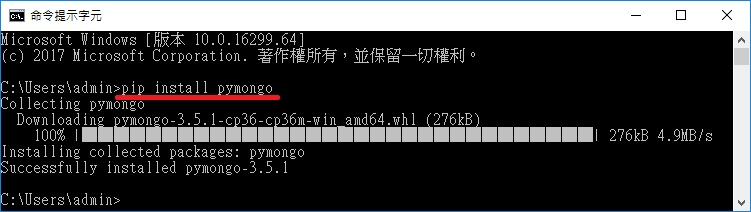 命令提示字元
Microsoft Windows [版本 10.0.16299.64]
(c) 2017 Microsoft Corporation. 著作權所有，並保留一切權利。
C:\Users\admin>pip install pymongo
Collecting pymongo
  Downloading pymongo-3.5.1-cp36-cp36m-win_amd64.whl (276kB)
    100% |████████████████████████████████| 276kB 4.9MB/s
Installing collected packages: pymongo
Successfully installed pymongo-3.5.1
C:\Users\admin>